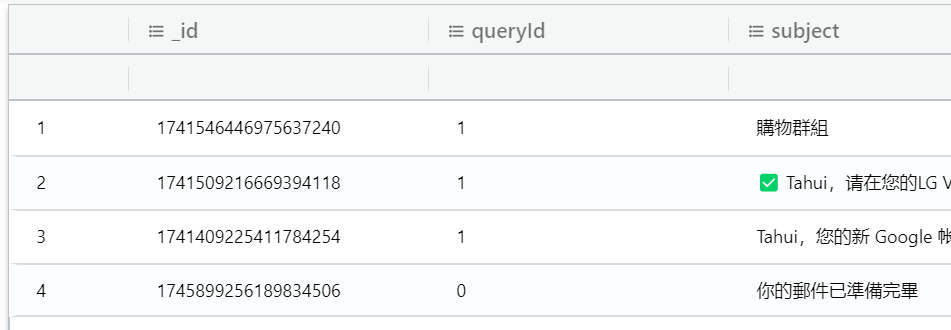 _id queryId subject
1 1741546446975637240 1 購物群組
2 1741509216669394118 1 ✅ Tahui，请在您的LG V
3 1741409225411784254 1 Tahui，您的新 Google 帐
4 1745899256189834506 0 你的郵件已準備完畢